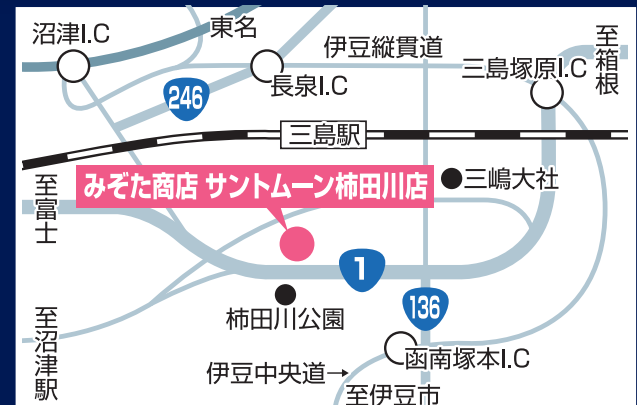 沼津I.C
東名
伊豆縦貫道
至箱根
長泉I.C
三島塚原I.C
246
三島駅
至富士
みぞた商店 サントムーン柿田川店
三嶋大社
1
136
柿田川公園
至沼津駅
函南塚本I.C
伊豆中央道→
至伊豆市